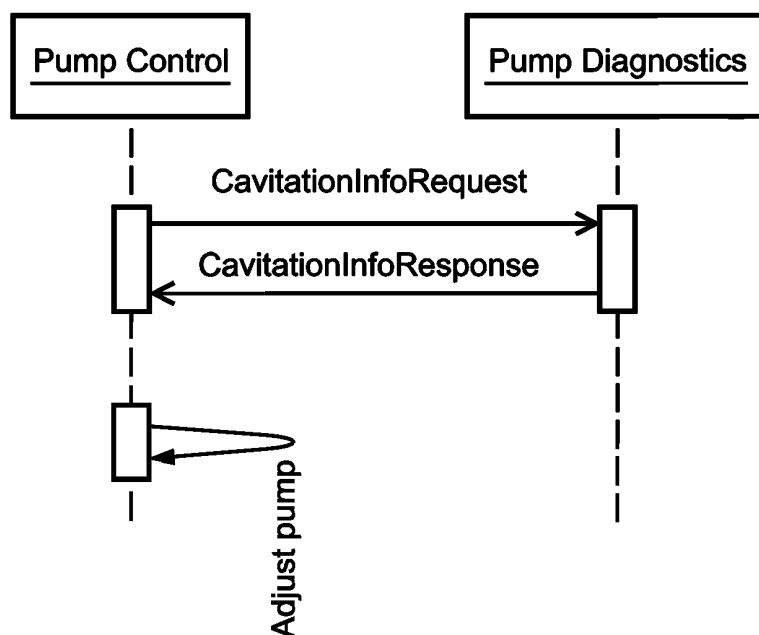 Pump Control
Pump Diagnostics
CavitationInfoRequest
CavitationInfoResponse
Adjust pump